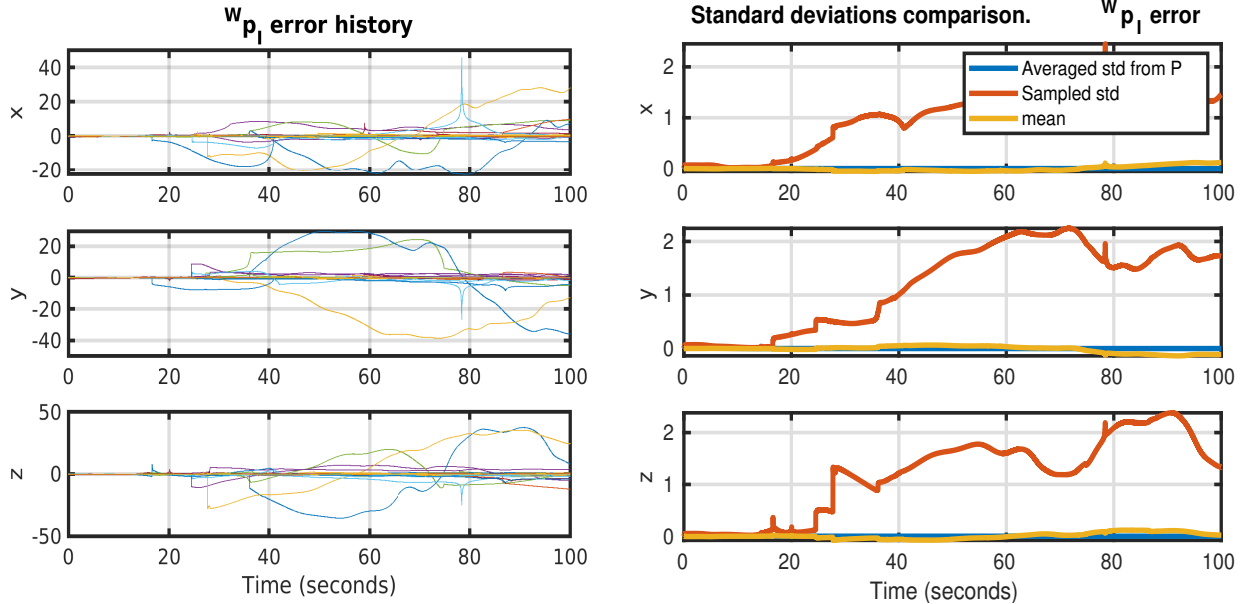 W
p
I error history
x
40
20
0
-20
0 20 40 60 80 100
y
20
0
-20
-40
0 20 40 60 80 100
z
50
0
-50
0 20 40 60 80 100
Time (seconds)
Standard deviations comparison. WpI error
x
2
1
0
0 20 40 60 80 100
Averaged std from P
Sampled std
mean
y
2
1
0
0 20 40 60 80 100
z
2
1
0
0 20 40 60 80 100
Time (seconds)